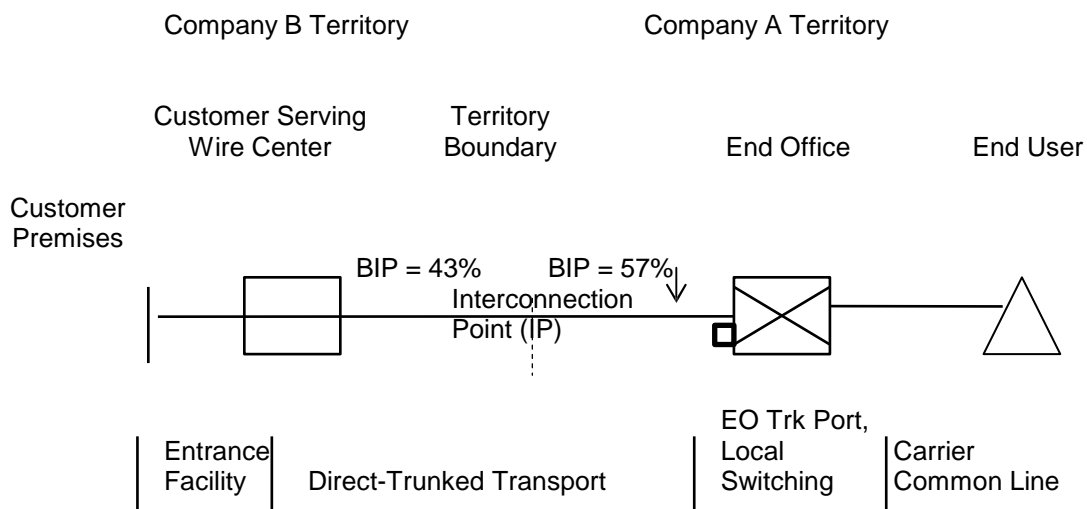 Company B Territory
Company A Territory
Customer Serving
Wire Center
Territory
Boundary
End Office
End User
Customer
Premises
BIP = 43%
BIP = 57%
Interconnection
Point (IP)
Entrance
Facility
Direct-Trunked Transport
EO Trk Port,
Local
Switching
Carrier
Common Line